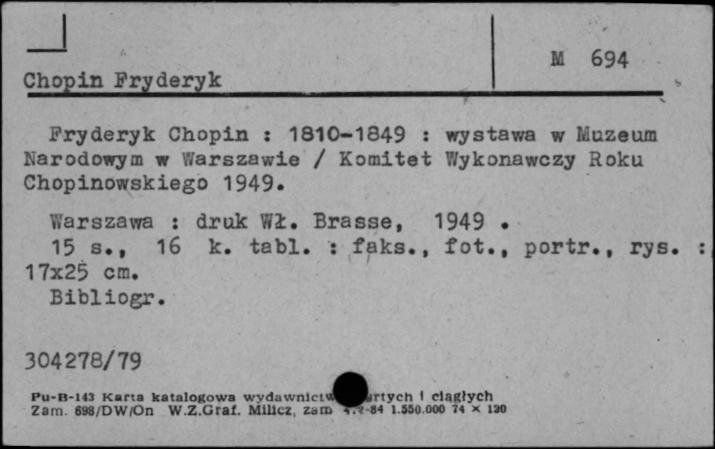 M 694
Chopin Fryderyk
Fryderyk Chopin : 1810-1849 : wystawa w Muzeum
Narodowym w Warszawie / Komitet Wykonawczy Roku
Chopinowskiego 1949.
Warszawa : druk Wł. Brasse, 1949 .
15 s., 16 k. tabl. : faks., fot., portr., rys. :
17x25 cm.
Bibliogr.
304278/79
Pu-B-143 Karta katalogowa i ciągłych
Zam. 698/DW/On W.Z.Graf. Milicz, zam -84 1.550.000 74 × 120